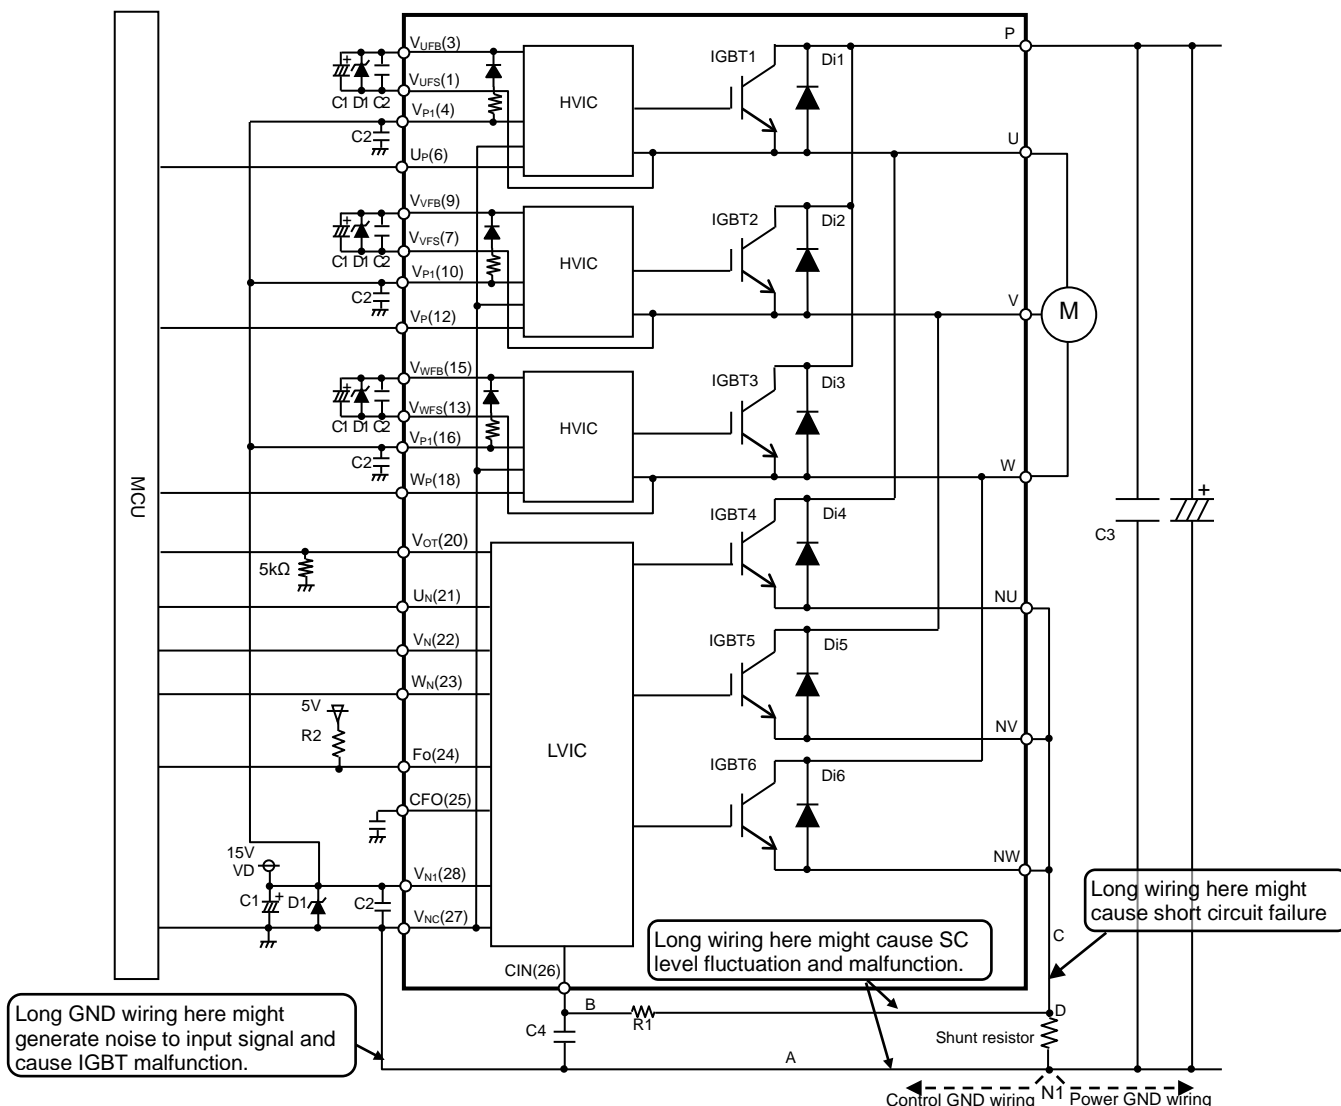 MCU
VUFB(3)
VUFS(1)
VP1(4)
UP(6)
+
C1 D1 C2
C2
HVIC
IGBT1
Di1
P
U
VVFB(9)
VVFS(7)
VP1(10)
VP(12)
+
C1 D1 C2
C2
HVIC
IGBT2
Di2
V
M
VWFB(15)
VWFS(13)
VP1(16)
WP(18)
+
C1 D1 C2
C2
HVIC
IGBT3
Di3
W
VOT(20)
5kΩ
UN(21)
VN(22)
WN(23)
5V
R2
Fo(24)
CFO(25)
15V
VD
VN1(28)
C1
+
D1
C2
VNC(27)
LVIC
CIN(26)
IGBT4
Di4
NU
IGBT5
Di5
NV
IGBT6
Di6
NW
C3
+
Long wiring here might
cause short circuit failure
C
Long wiring here might cause SC
level fluctuation and malfunction.
Long GND wiring here might
generate noise to input signal and
cause IGBT malfunction.
B
R1
D
C4
Shunt resistor
A
Control GND wiring
N1
Power GND wiring